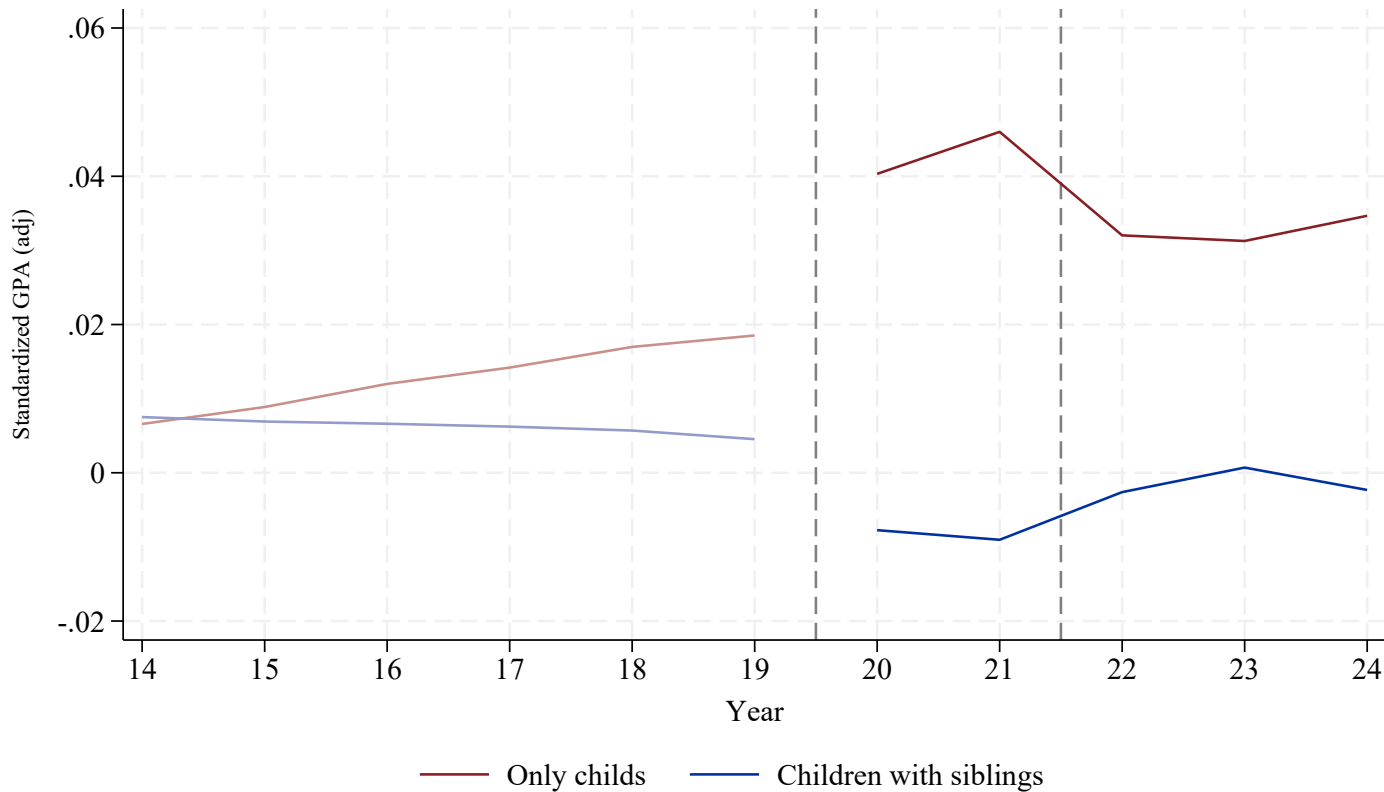 .06
.04
.02
0
-.02
Standardized GPA (adj)
14 15 16 17 18 19 20 21 22 23 24
Year
Only childs Children with siblings